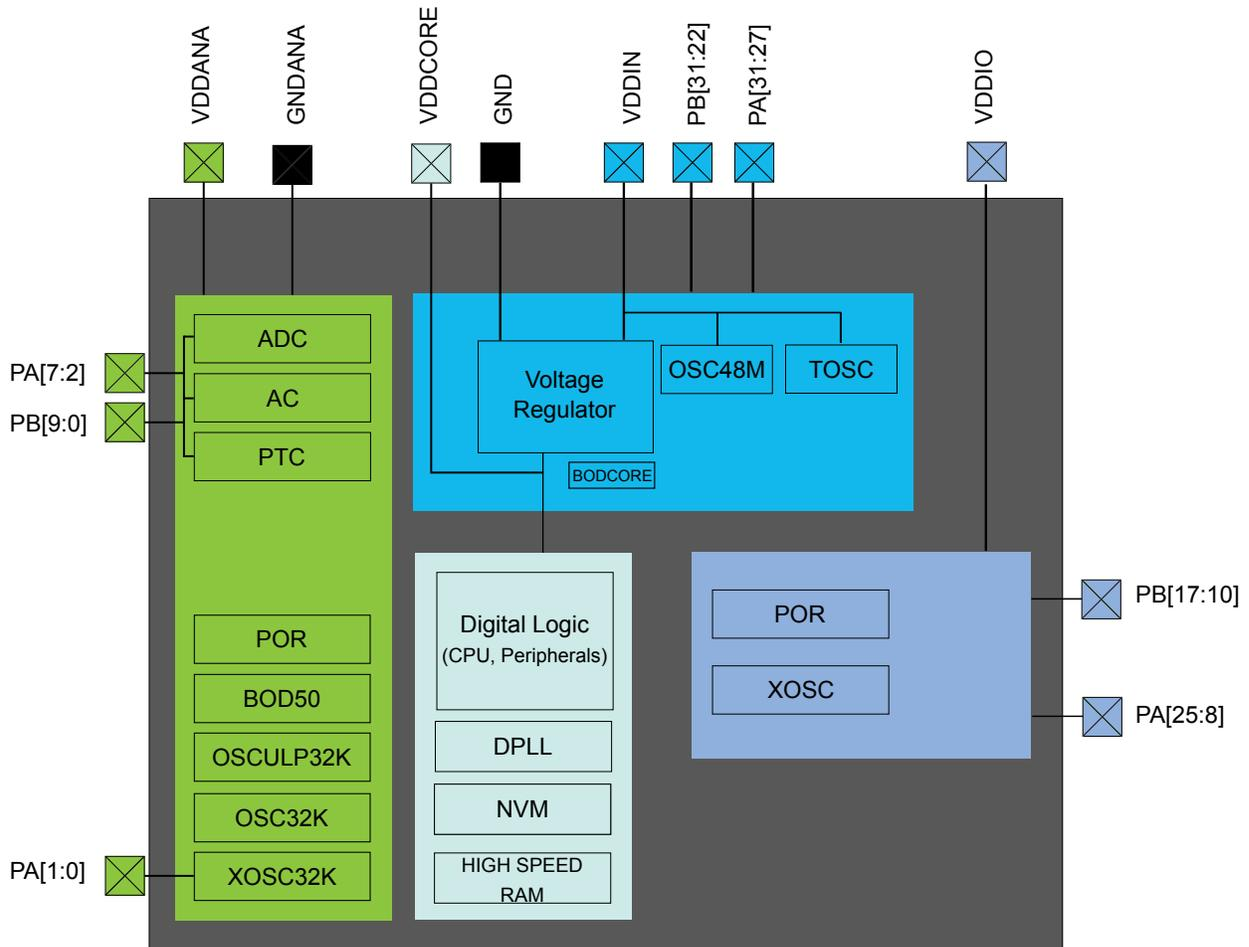 VDDANA
GNDANA
VDDCORE
GND
VDDIN
PB[31:22]
PA[31:27]
VDDIO
PA[7:2]
PB[9:0]
ADC
AC
PTC
Voltage
Regulator
OSC48M
TOSC
BODCORE
POR
BOD50
OSCULP32K
OSC32K
XOSC32K
PA[1:0]
Digital Logic
(CPU, Peripherals)
DPLL
NVM
HIGH SPEED
RAM
POR
XOSC
PB[17:10]
PA[25:8]